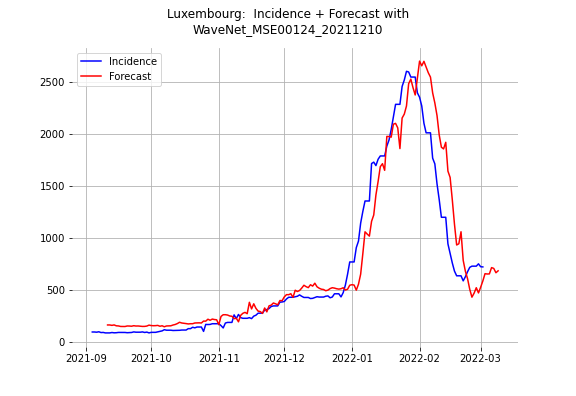 Luxembourg:  Incidence + Forecast with
WaveNet_MSE00124_20211210
Incidence
Forecast
2500
2000
1500
1000
500
0
2021-09 2021-10 2021-11 2021-12 2022-01 2022-02 2022-03